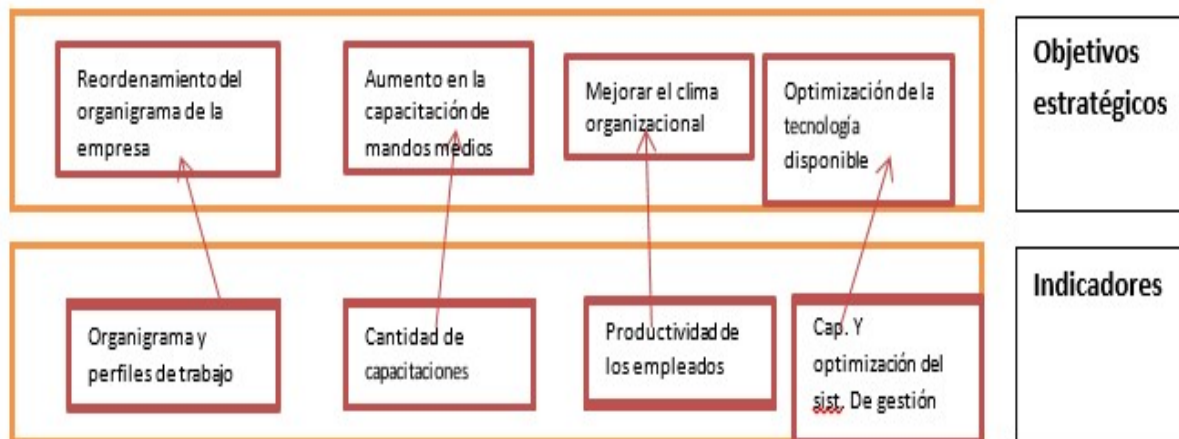 Reordenamiento del
organigrama de la
empresa
Aumento en la
capacitación de
mandos medios
Mejorar el clima
organizacional
Optimización de la
tecnología
disponible
Objetivos
estratégicos
Organigrama y
perfiles de trabajo
Cantidad de
capacitaciones
Productividad de
los empleados
Cap. Y
optimización del
sist. De gestión
Indicadores